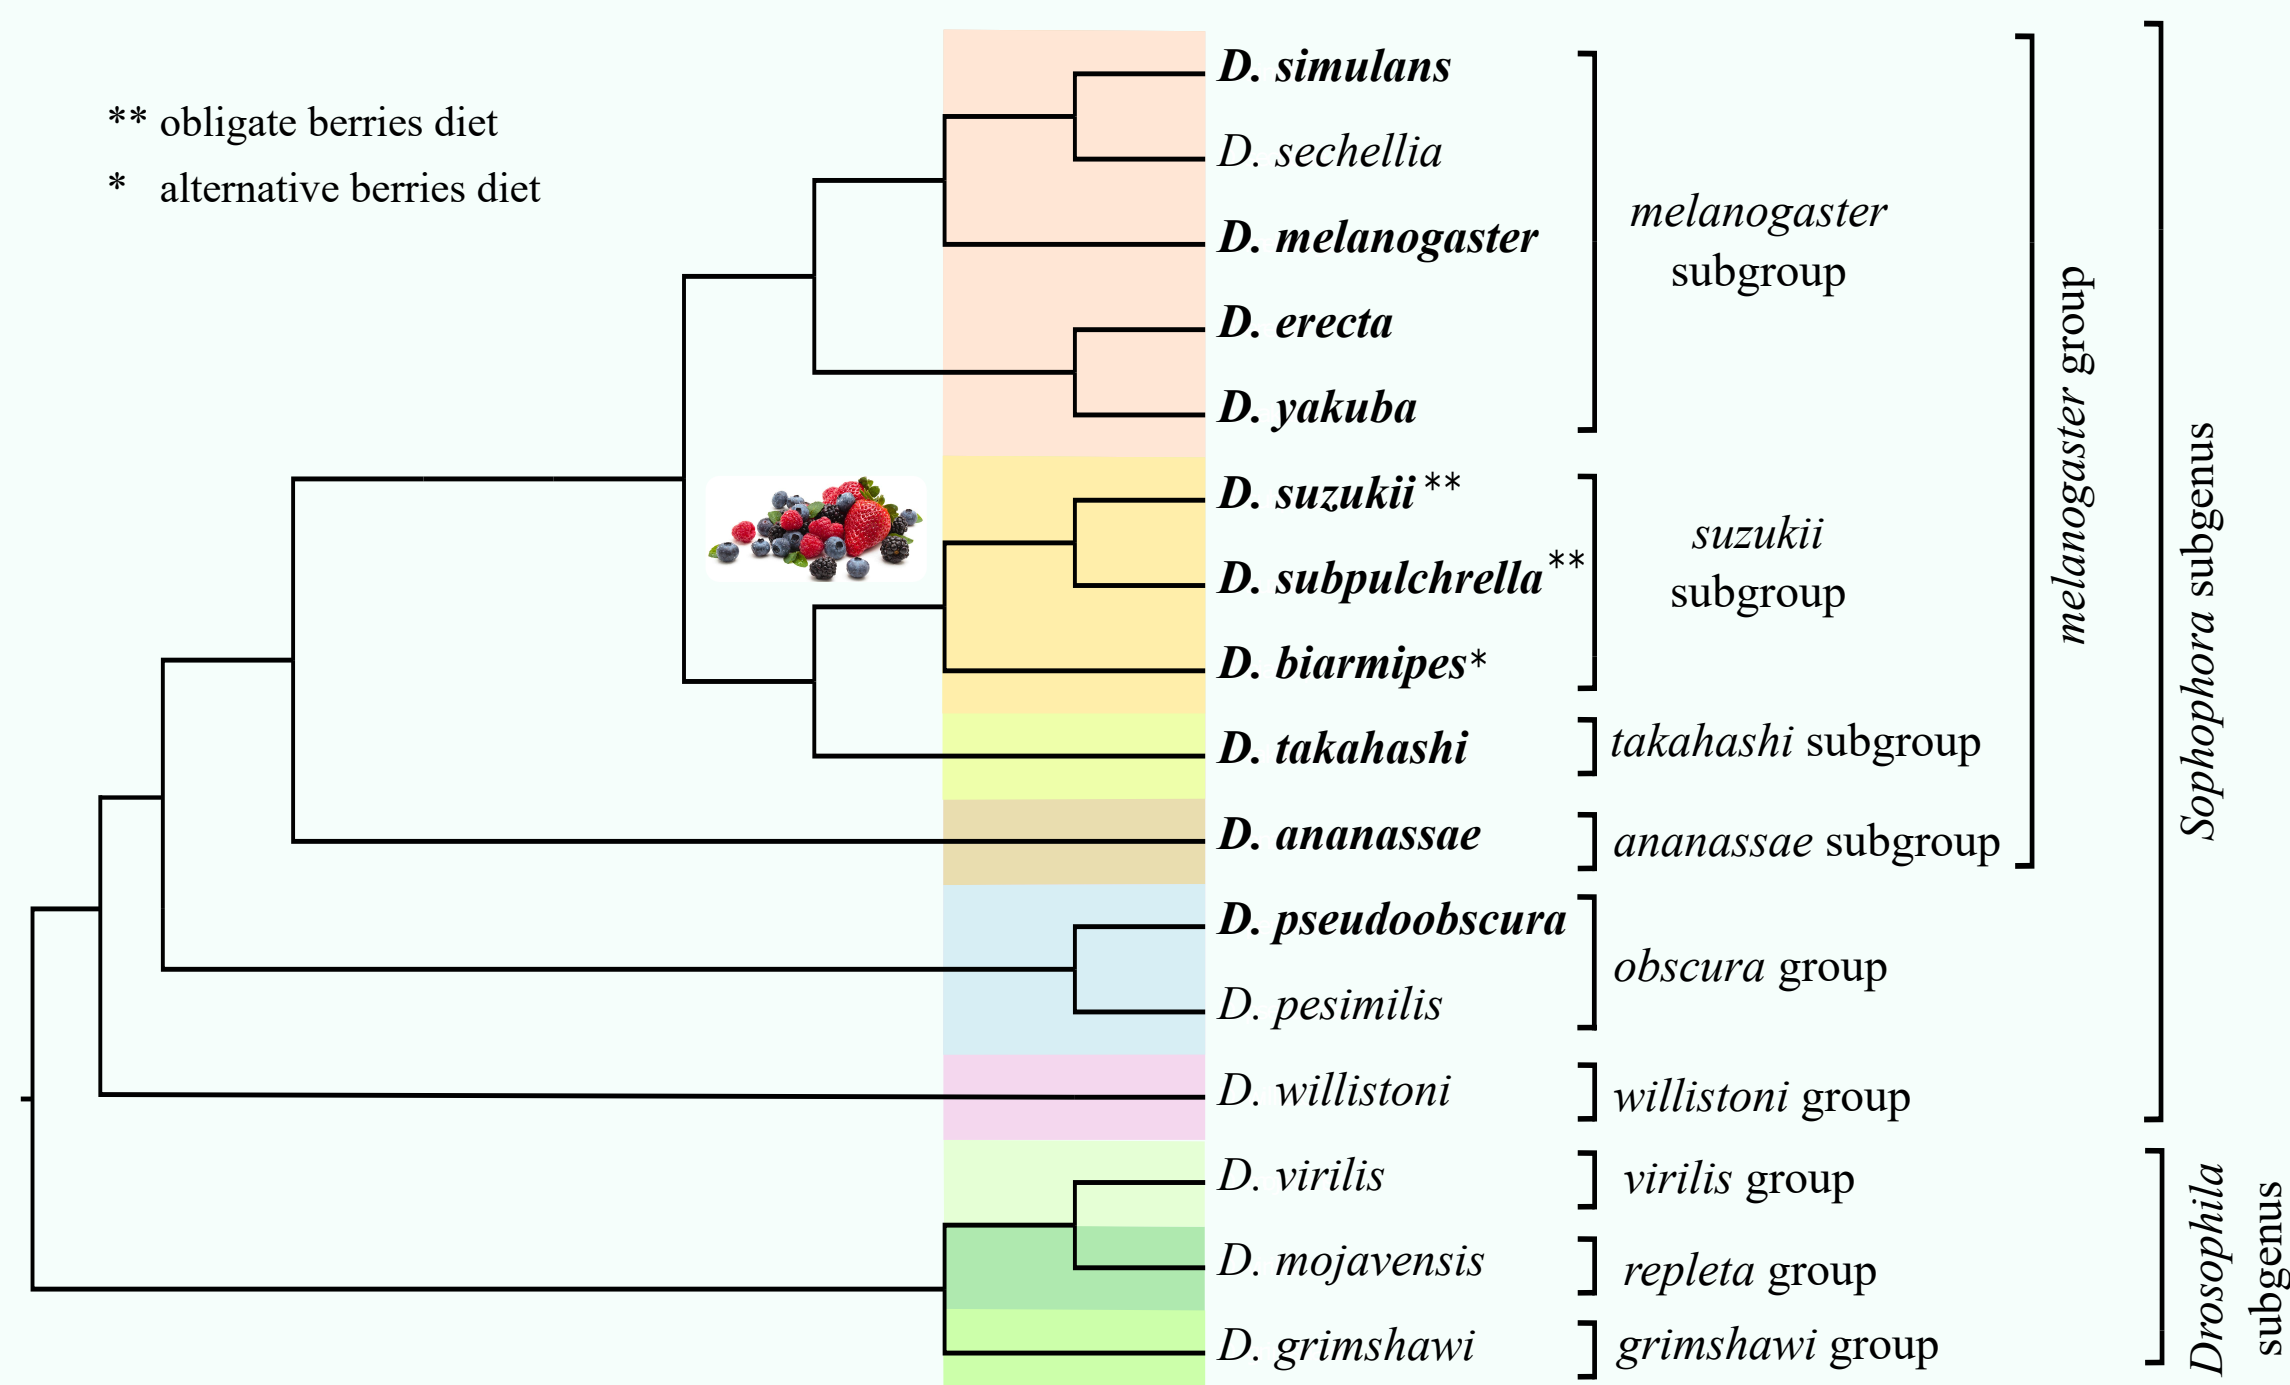 ** obligate berries diet
* alternative berries diet
D. simulans
D. sechellia
D. melanogaster
D. erecta
D. yakuba
D. suzukii**
D. subpulchrella**
D. biarmipes*
D. takahashi
D. ananassae
D. pseudoobscura
D. pesimilis
D. willistoni
D. virilis
D. mojavensis
D. grimshawi
melanogaster
subgroup
suzukii
subgroup
takahashi subgroup
ananassae subgroup
obscura group
willistoni group
virilis group
repleta group
grimshawi group
melanogaster group
Sophophora subgenus
Drosophila
subgenus